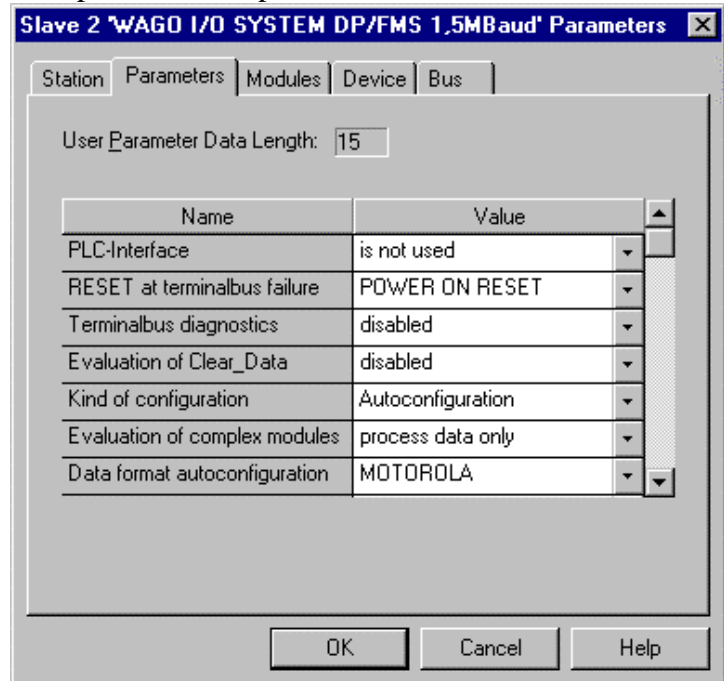 Slave 2 'WAGO I/O SYSTEM DP/FMS 1,5MBaud' Parameters
Station Parameters Modules Device Bus
User Parameter Data Length: 15
Name Value
PLC-Interface is not used
RESET at terminalbus failure POWER ON RESET
Terminalbus diagnostics disabled
Evaluation of Clear_Data disabled
Kind of configuration Autoconfiguration
Evaluation of complex modules process data only
Data format autoconfiguration MOTOROLA
OK Cancel Help